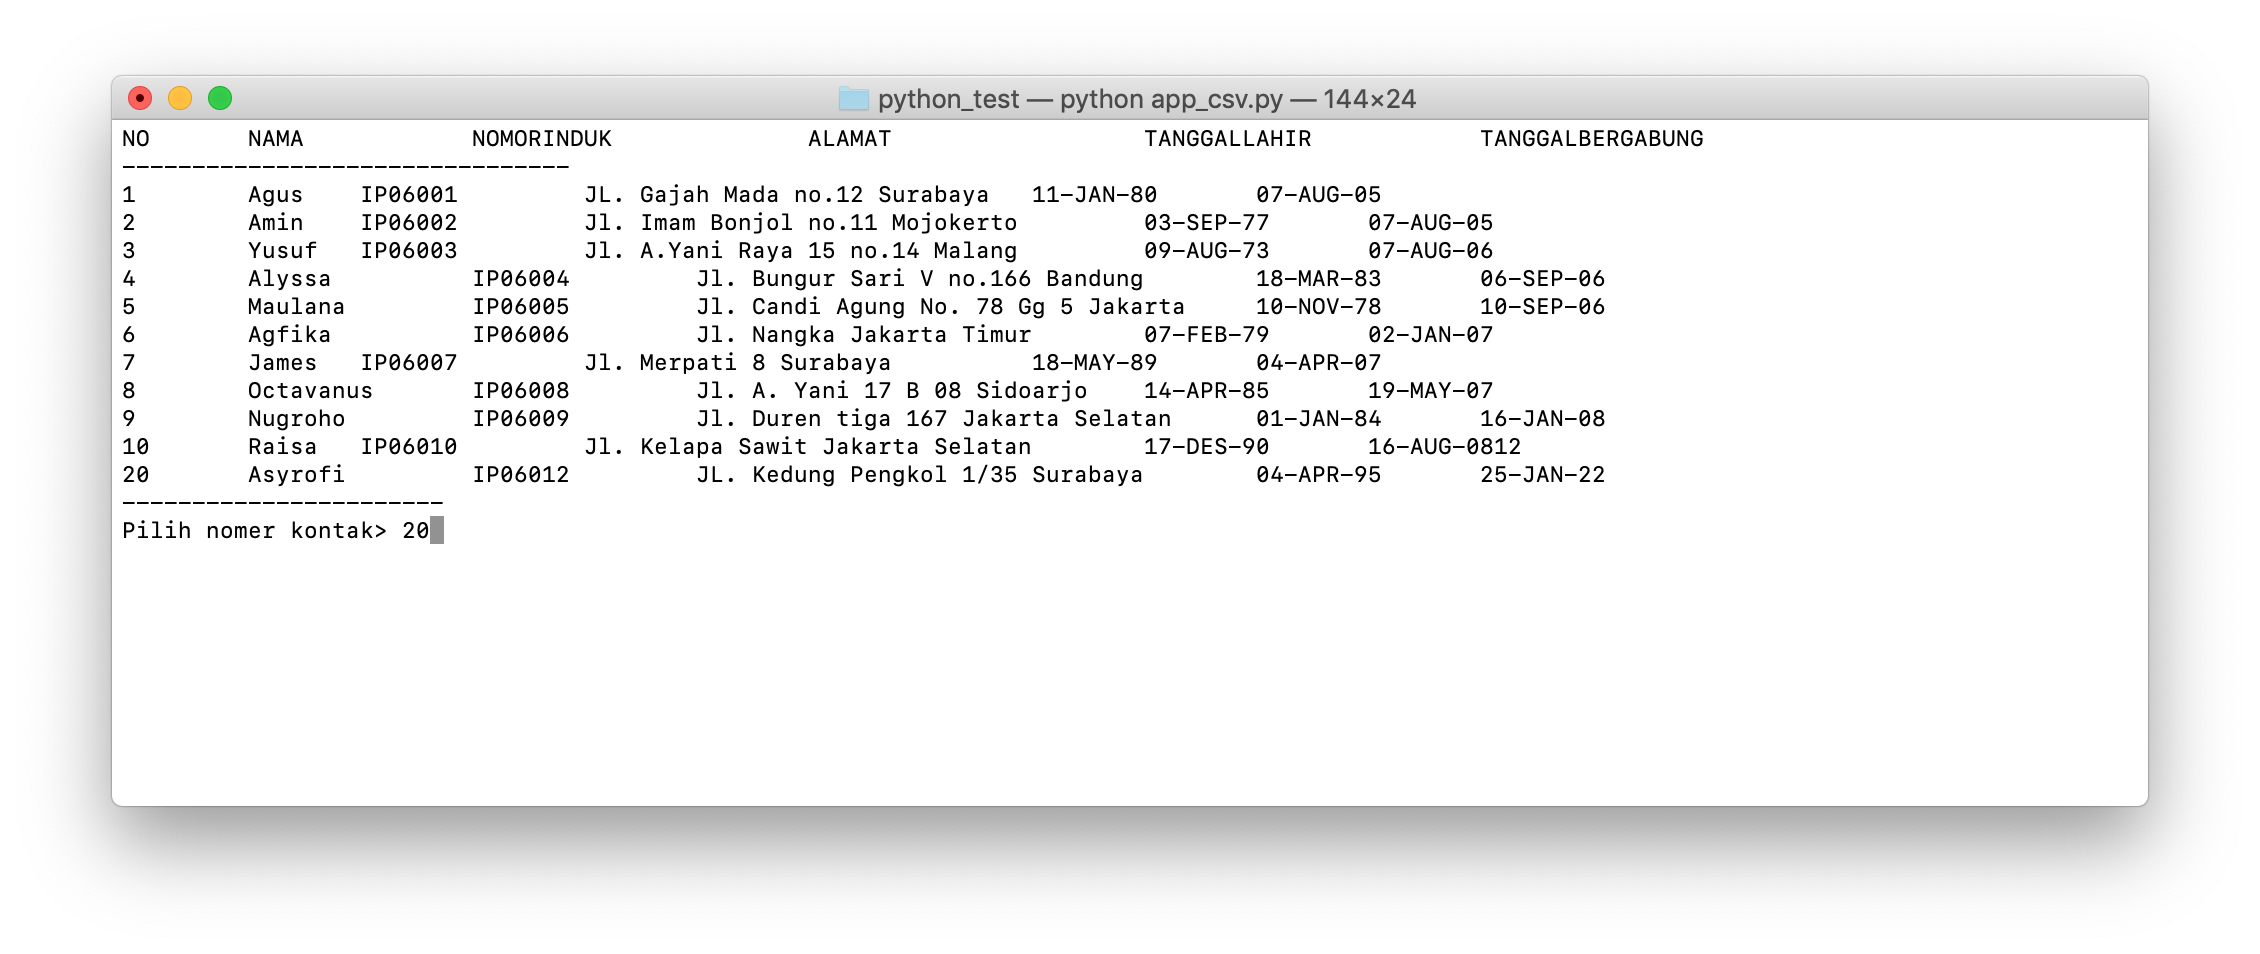 python_test — python app_csv.py — 144×24
NO NAMA NOMORINDUK ALAMAT TANGGALLAHIR TANGGALBERGABUNG
--------------------------------
1 Agus IP06001 JL. Gajah Mada no.12 Surabaya 11-JAN-80 07-AUG-05
2 Amin IP06002 Jl. Imam Bonjol no.11 Mojokerto 03-SEP-77 07-AUG-05
3 Yusuf IP06003 Jl. A.Yani Raya 15 no.14 Malang 09-AUG-73 07-AUG-06
4 Alyssa IP06004 Jl. Bungur Sari V no.166 Bandung 18-MAR-83 06-SEP-06
5 Maulana IP06005 Jl. Candi Agung No. 78 Gg 5 Jakarta 10-NOV-78 10-SEP-06
6 Agfika IP06006 Jl. Nangka Jakarta Timur 07-FEB-79 02-JAN-07
7 James IP06007 Jl. Merpati 8 Surabaya 18-MAY-89 04-APR-07
8 Octavanus IP06008 Jl. A. Yani 17 B 08 Sidoarjo 14-APR-85 19-MAY-07
9 Nugroho IP06009 Jl. Duren tiga 167 Jakarta Selatan 01-JAN-84 16-JAN-08
10 Raisa IP06010 Jl. Kelapa Sawit Jakarta Selatan 17-DES-90 16-AUG-0812
20 Asyrofi IP06012 JL. Kedung Pengkol 1/35 Surabaya 04-APR-95 25-JAN-22
-----------------------
Pilih nomer kontak> 20